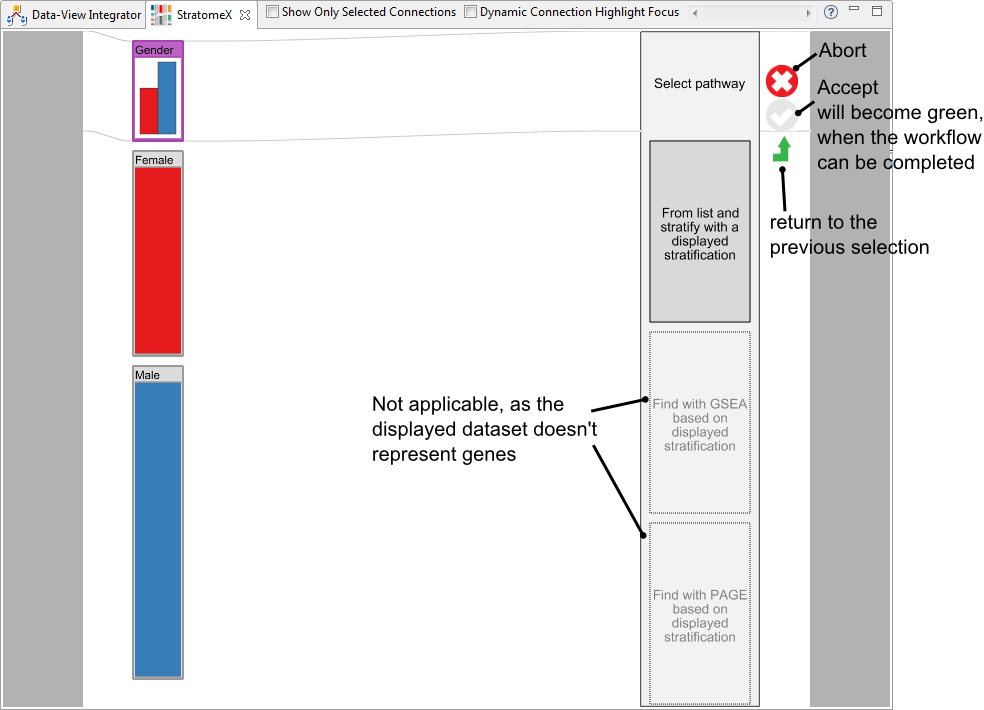 Data-View Integrator
StratomeX
Show Only Selected Connections
Dynamic Connection Highlight Focus
Gender
Female
Male
Select pathway
From list and
stratify with a
displayed
stratification
Find with GSEA
based on
displayed
stratification
Find with PAGE
based on
displayed
stratification
Abort
Accept
will become green,
when the workflow
can be completed
return to the
previous selection
Not applicable, as the
displayed dataset doesn't
represent genes